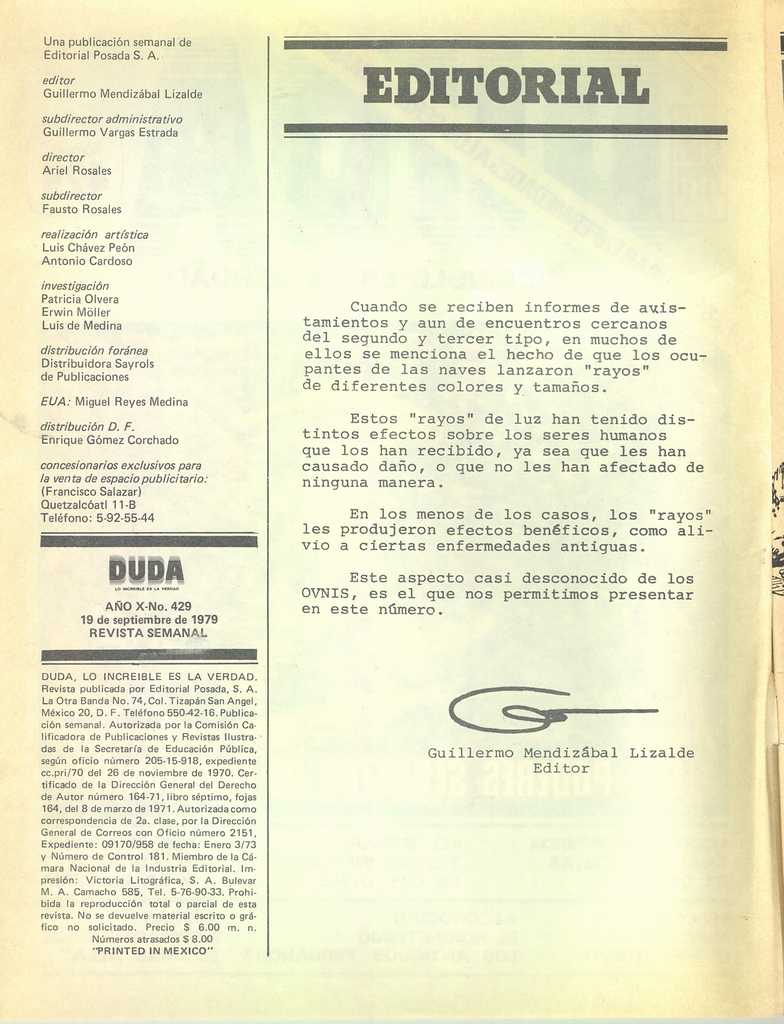 Una publicación semanal de
Editorial Posada S. A.
editor
Guillermo Mendizábal Lizalde
subdirector administrativo
Guillermo Vargas Estrada
director
Ariel Rosales
subdirector
Fausto Rosales
realización artística
Luis Chávez Peón
Antonio Cardoso
investigación
Patricia Olvera
Erwin Möller
Luis de Medina
distribución foránea
Distribuidora Sayrols
de Publicaciones
EUA: Miguel Reyes Medina
distribución D. F.
Enrique Gómez Corchado
concesionarios exclusivos para
la venta de espacio publicitario:
(Francisco Salazar)
Quetzalcóatl 11-B
Teléfono: 5-92-55-44
DUDA
LO INCREIBLE ES LA VERDAD
AÑO X-No. 429
19 de septiembre de 1979
REVISTA SEMANAL
DUDA, LO INCREIBLE ES LA VERDAD.
Revista publicada por Editorial Posada, S. A.
La Otra Banda No. 74, Col. Tizapán San Angel,
México 20, D. F. Teléfono 550-42-16. Publica-
ción semanal. Autorizada por la Comisión Ca-
lificadora de Publicaciones y Revistas Ilustra-
das de la Secretaría de Educación Pública,
según oficio número 205-15-918, expediente
cc.pri/70 del 26 de noviembre de 1970. Cer-
tificado de la Dirección General del Derecho
de Autor número 164-71, libro séptimo, fojas
164, del 8 de marzo de 1971. Autorizada como
correspondencia de 2a. clase, por la Dirección
General de Correos con Oficio número 2151,
Expediente: 09170/958 de fecha: Enero 3/73
y Número de Control 181. Miembro de la Cá-
mara Nacional de la Industria Editorial. Im-
presión: Victoria Litográfica, S. A. Bulevar
M. A. Camacho 585, Tel. 5-76-90-33. Prohi-
bida la reproducción total o parcial de esta
revista. No se devuelve material escrito o grá-
fico no solicitado. Precio $ 6.00 m. n.
Números atrasados $ 8.00
"PRINTED IN MEXICO"
EDITORIAL
Cuando se reciben informes de avis-
tamientos y aun de encuentros cercanos
del segundo y tercer tipo, en muchos de
ellos se menciona el hecho de que los ocu-
pantes de las naves lanzaron "rayos"
de diferentes colores y tamaños.
Estos "rayos" de luz han tenido dis-
tintos efectos sobre los seres humanos
que los han recibido, ya sea que les han
causado daño, o que no les han afectado de
ninguna manera.
En los menos de los casos, los "rayos"
les produjeron efectos benéficos, como ali-
vio a ciertas enfermedades antiguas.
Este aspecto casi desconocido de los
OVNIS, es el que nos permitimos presentar
en este número.
Guillermo Mendizábal Lizalde
Editor